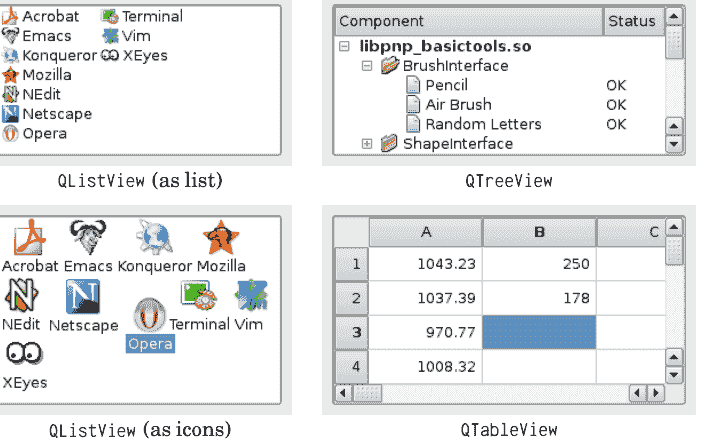 Acrobat Terminal
Emacs Vim
Konqueror XEyes
Mozilla
NEdit
Netscape
Opera
QListView (as list)
Component Status
libpnp_basictools.so
BrushInterface
Pencil OK
Air Brush OK
Random Letters OK
ShapeInterface
QTreeView
Acrobat Emacs Konqueror Mozilla
NEdit Netscape Opera Terminal Vim
XEyes
QListView (as icons)
A B C
1 1043.23 250
2 1037.39 178
3 970.77
4 1008.32
QTableView